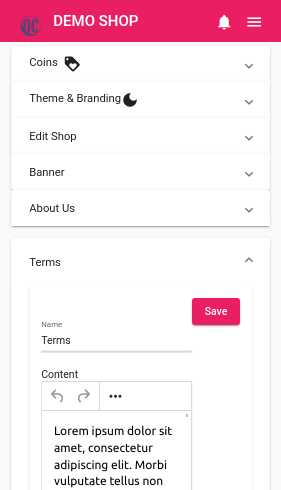 QC
DEMO SHOP
Coins
Theme & Branding
Edit Shop
Banner
About Us
Terms
Save
Name
Terms
Content
Lorem ipsum dolor sit
amet, consectetur
adipiscing elit. Morbi
vulputate tellus non